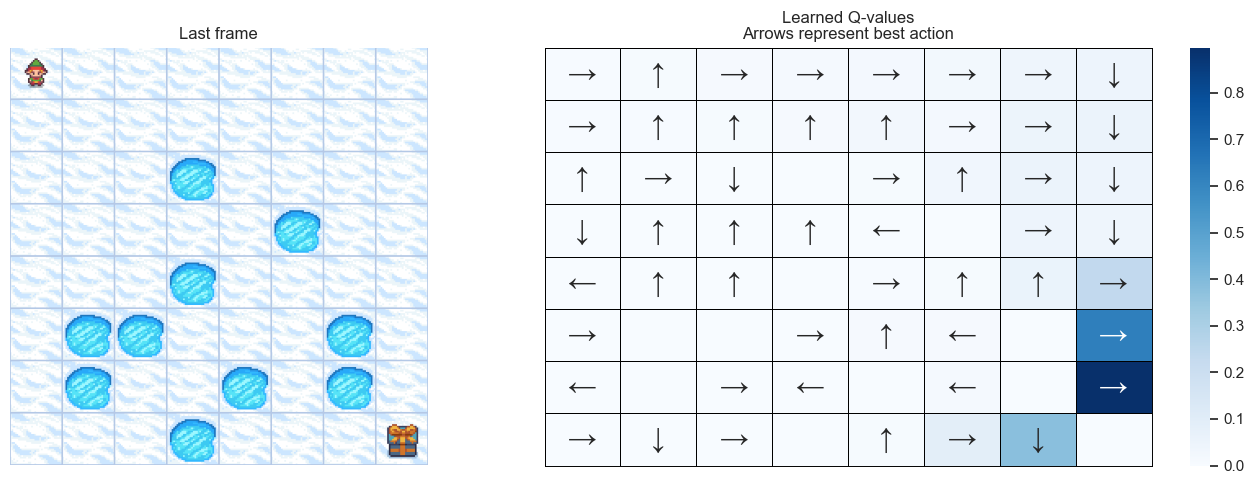 Last frame
Learned Q-values
Arrows represent best action
→ ↑ → → → → → ↓
→ ↑ ↑ ↑ ↑ → → ↓
↑ → ↓ → ↑ → ↓
↓ ↑ ↑ ↑ ← → ↓
← ↑ ↑ → ↑ ↑ →
→ → ↑ ← →
← → ← ← →
→ ↓ → ↑ → ↓
0.8
0.7
0.6
0.5
0.4
0.3
0.2
0.1
0.0